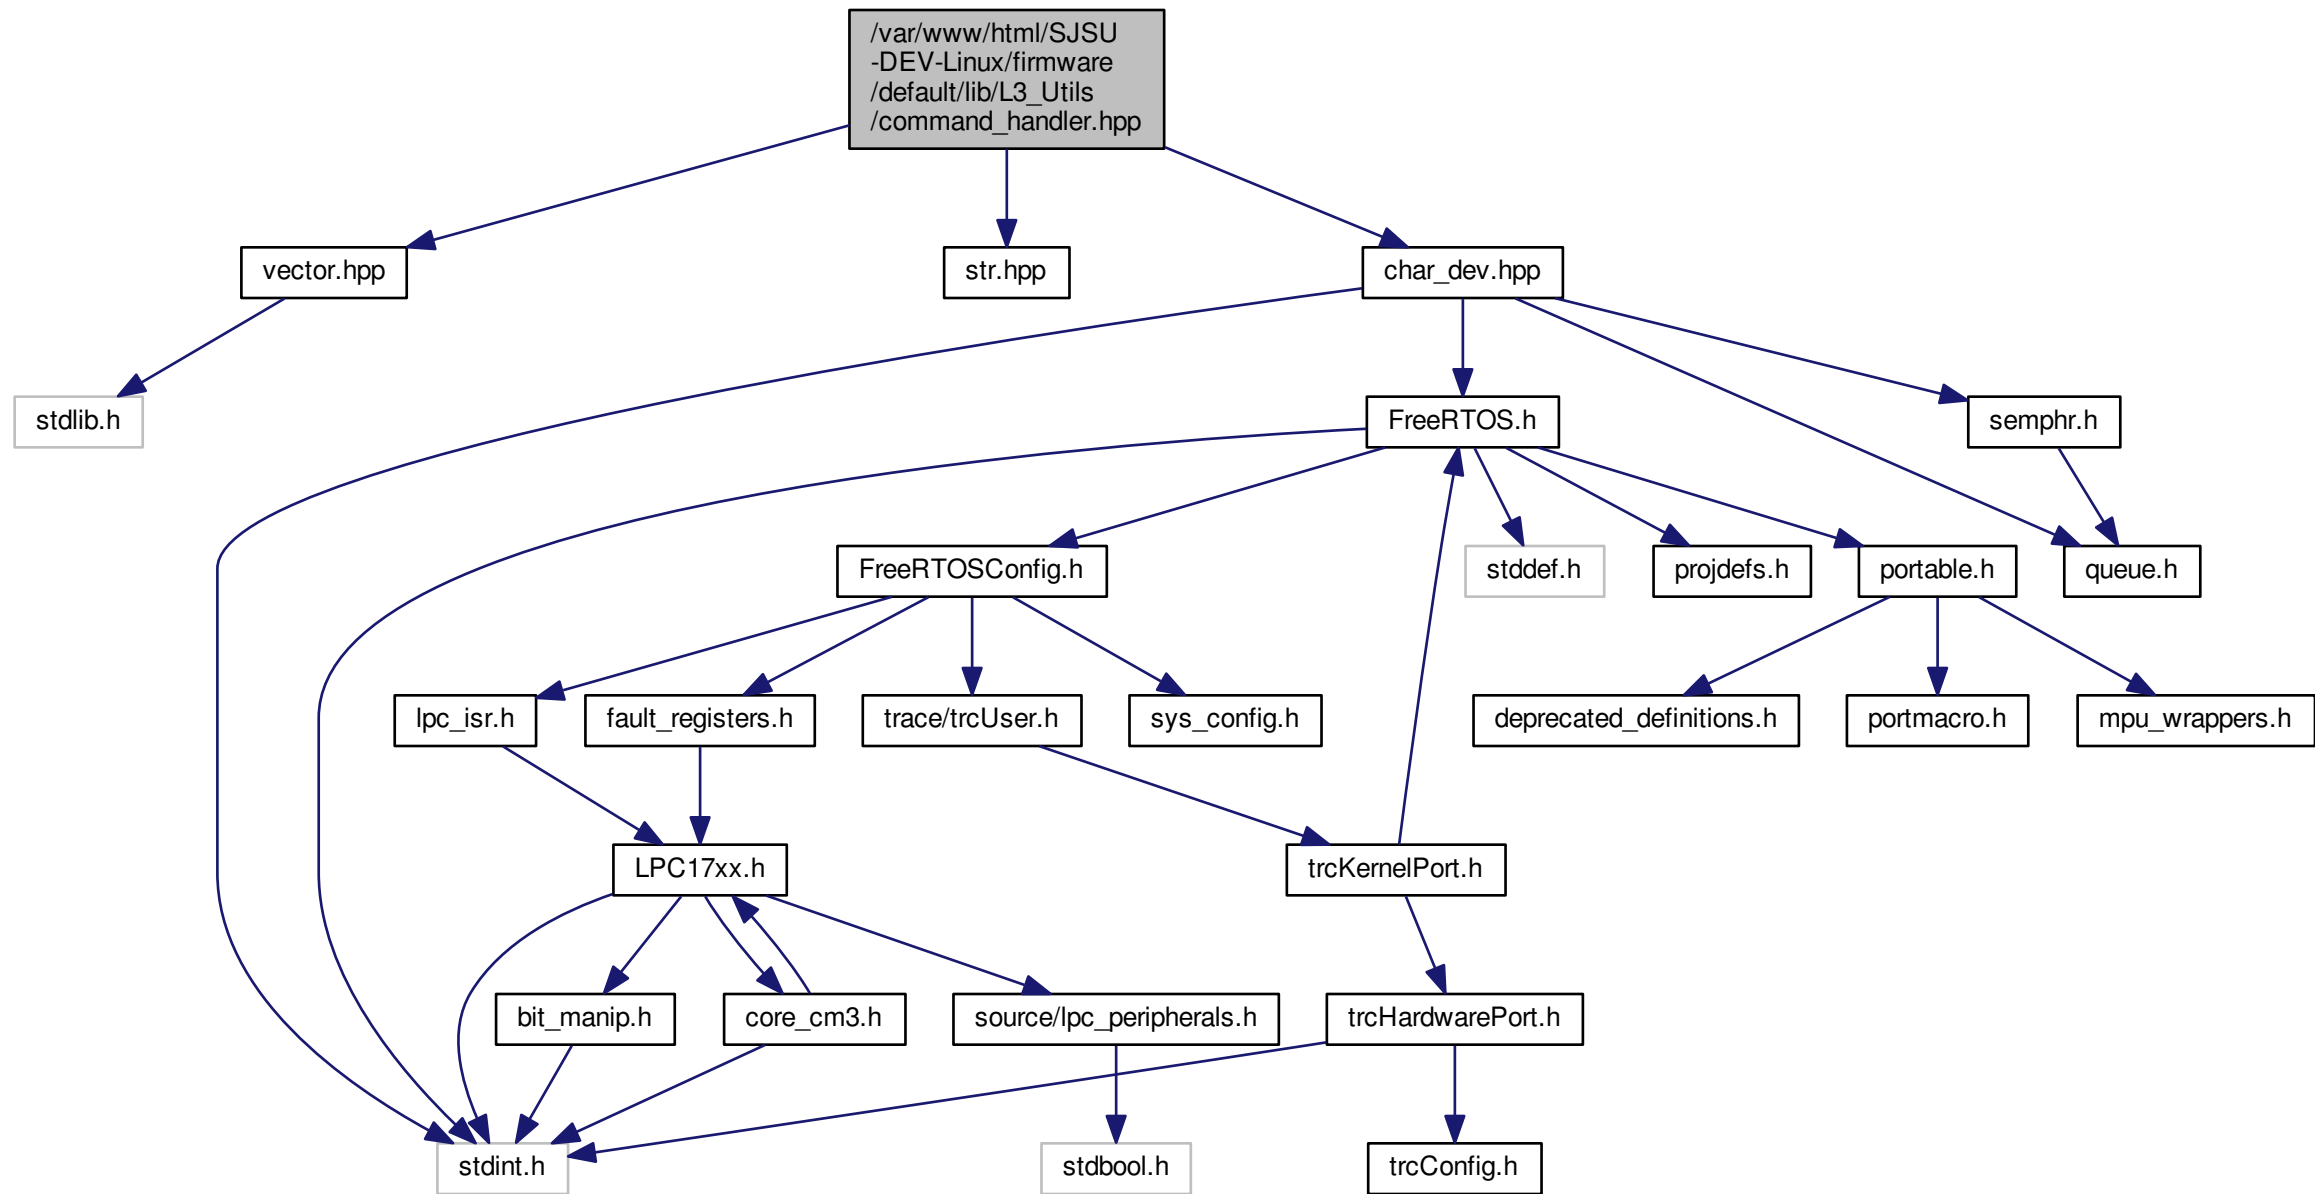 /var/www/html/SJSU
-DEV-Linux/firmware
/default/lib/L3_Utils
/command_handler.hpp
vector.hpp
str.hpp
char_dev.hpp
stdlib.h
FreeRTOS.h
semphr.h
FreeRTOSConfig.h
stddef.h
projdefs.h
portable.h
queue.h
lpc_isr.h
fault_registers.h
trace/trcUser.h
sys_config.h
deprecated_definitions.h
portmacro.h
mpu_wrappers.h
LPC17xx.h
trcKernelPort.h
bit_manip.h
core_cm3.h
source/lpc_peripherals.h
trcHardwarePort.h
stdint.h
stdbool.h
trcConfig.h